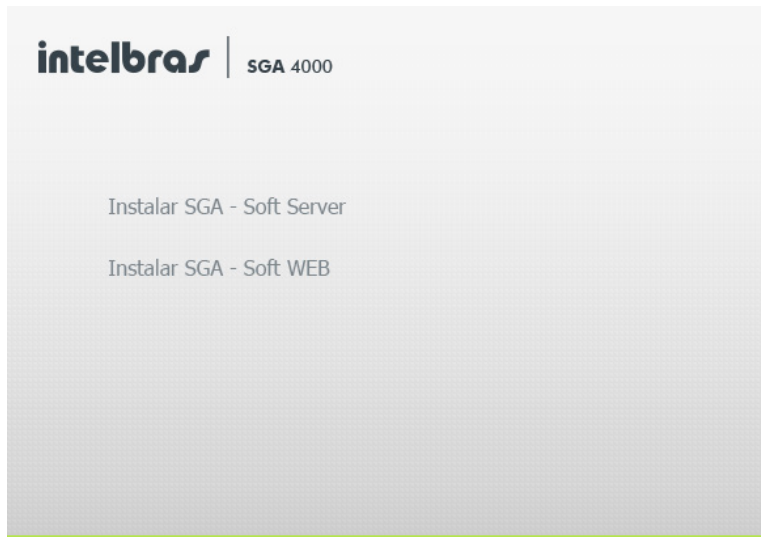 intelbras SGA 4000
Instalar SGA - Soft Server
Instalar SGA - Soft WEB